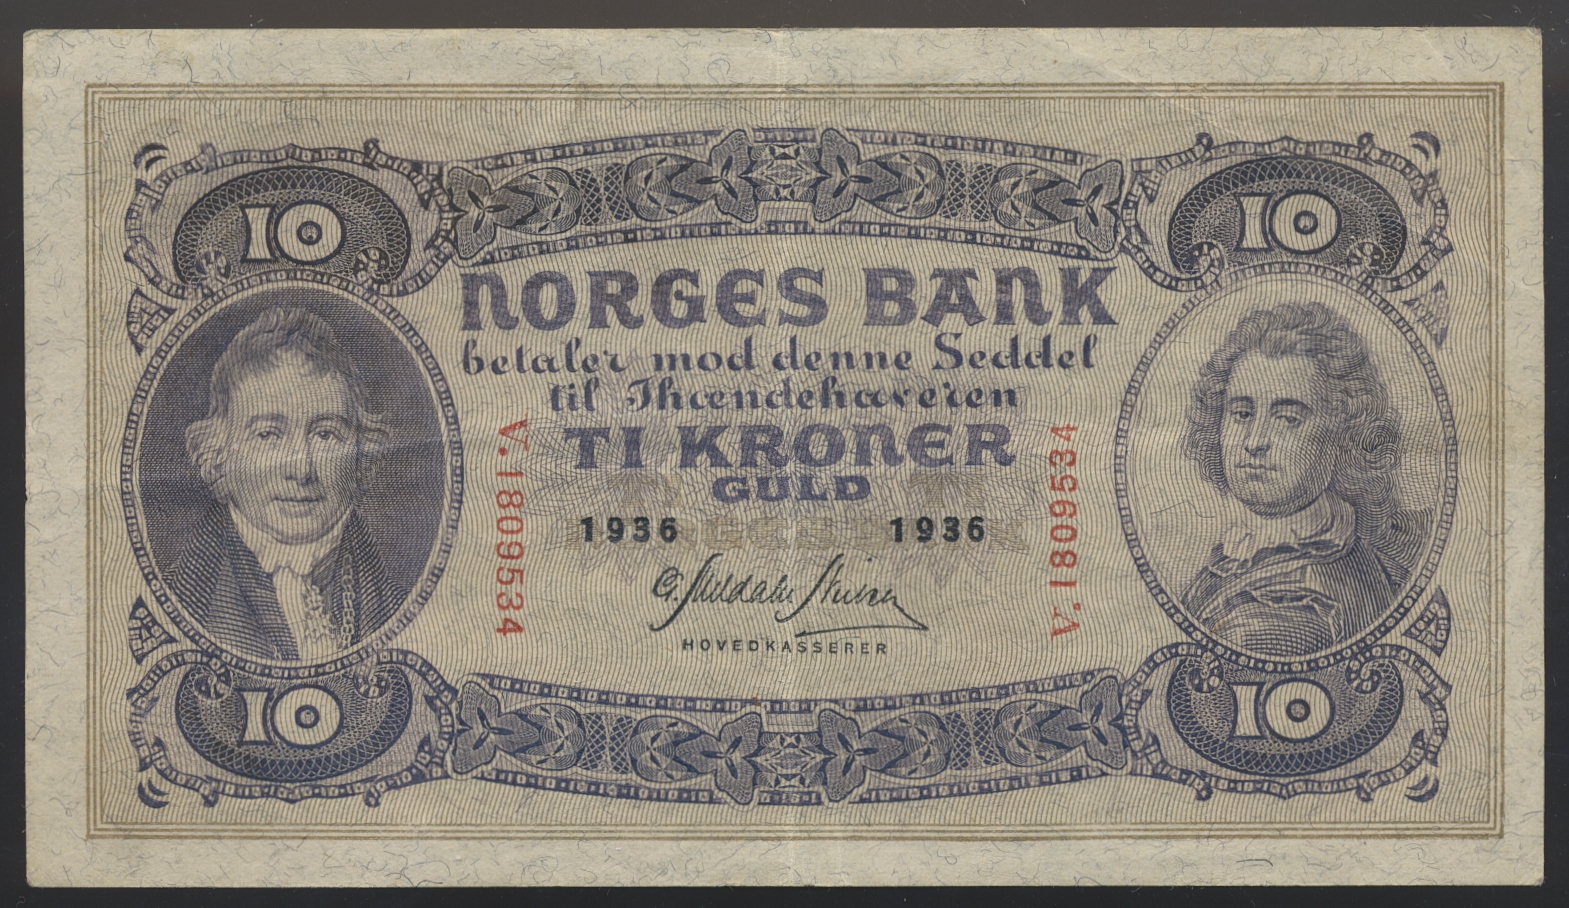 10
10
NORGES BANK
betaler mod denne Seddel
til Ihændehaveren
TI KRONER
GULD
1936 1936
V.1809534
V.1809534
HOVEDKASSERER
10
10